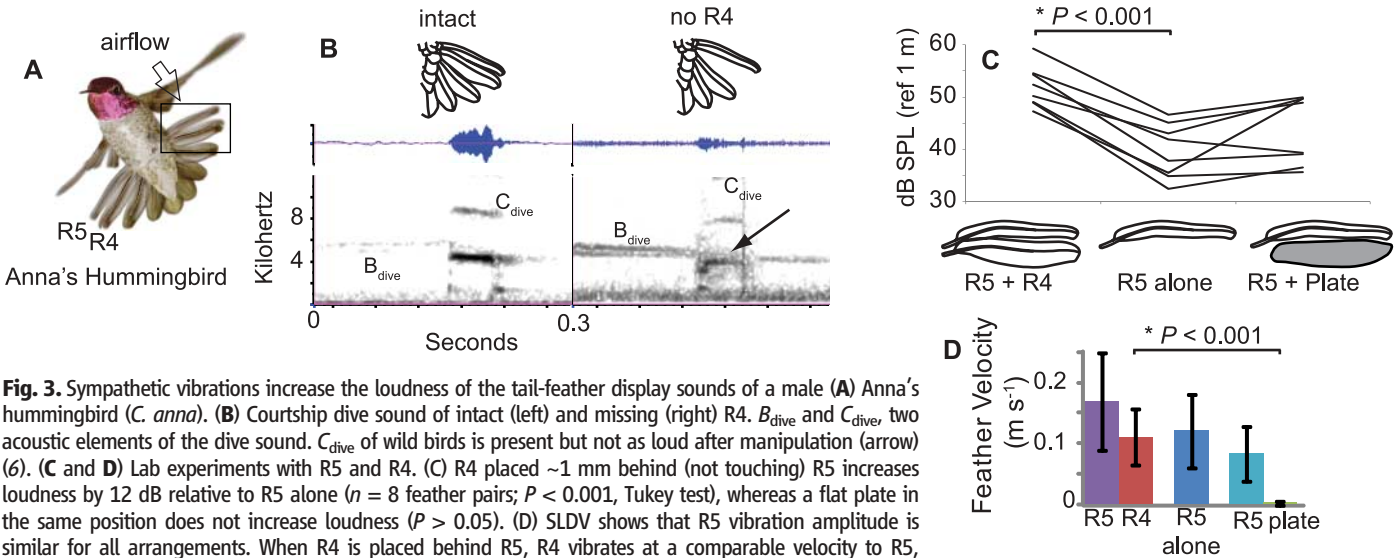 A
airflow
R5 R4
Anna's Hummingbird
B
intact
no R4
Kilohertz
8
4
C_dive
B_dive
C_dive
B_dive
0
0.3
Seconds
C
* P < 0.001
dB SPL (ref 1 m)
60
50
40
30
R5 + R4
R5 alone
R5 + Plate
D
* P < 0.001
Feather Velocity
(m s⁻¹)
0.2
0.1
0
R5 R4 R5 R5 plate
alone
Fig. 3. Sympathetic vibrations increase the loudness of the tail-feather display sounds of a male (A) Anna's
hummingbird (C. anna). (B) Courtship dive sound of intact (left) and missing (right) R4. B_dive and C_dive, two
acoustic elements of the dive sound. C_dive of wild birds is present but not as loud after manipulation (arrow)
(6). (C and D) Lab experiments with R5 and R4. (C) R4 placed ~1 mm behind (not touching) R5 increases
loudness by 12 dB relative to R5 alone (n = 8 feather pairs; P < 0.001, Tukey test), whereas a flat plate in
the same position does not increase loudness (P > 0.05). (D) SLDV shows that R5 vibration amplitude is
similar for all arrangements. When R4 is placed behind R5, R4 vibrates at a comparable velocity to R5,